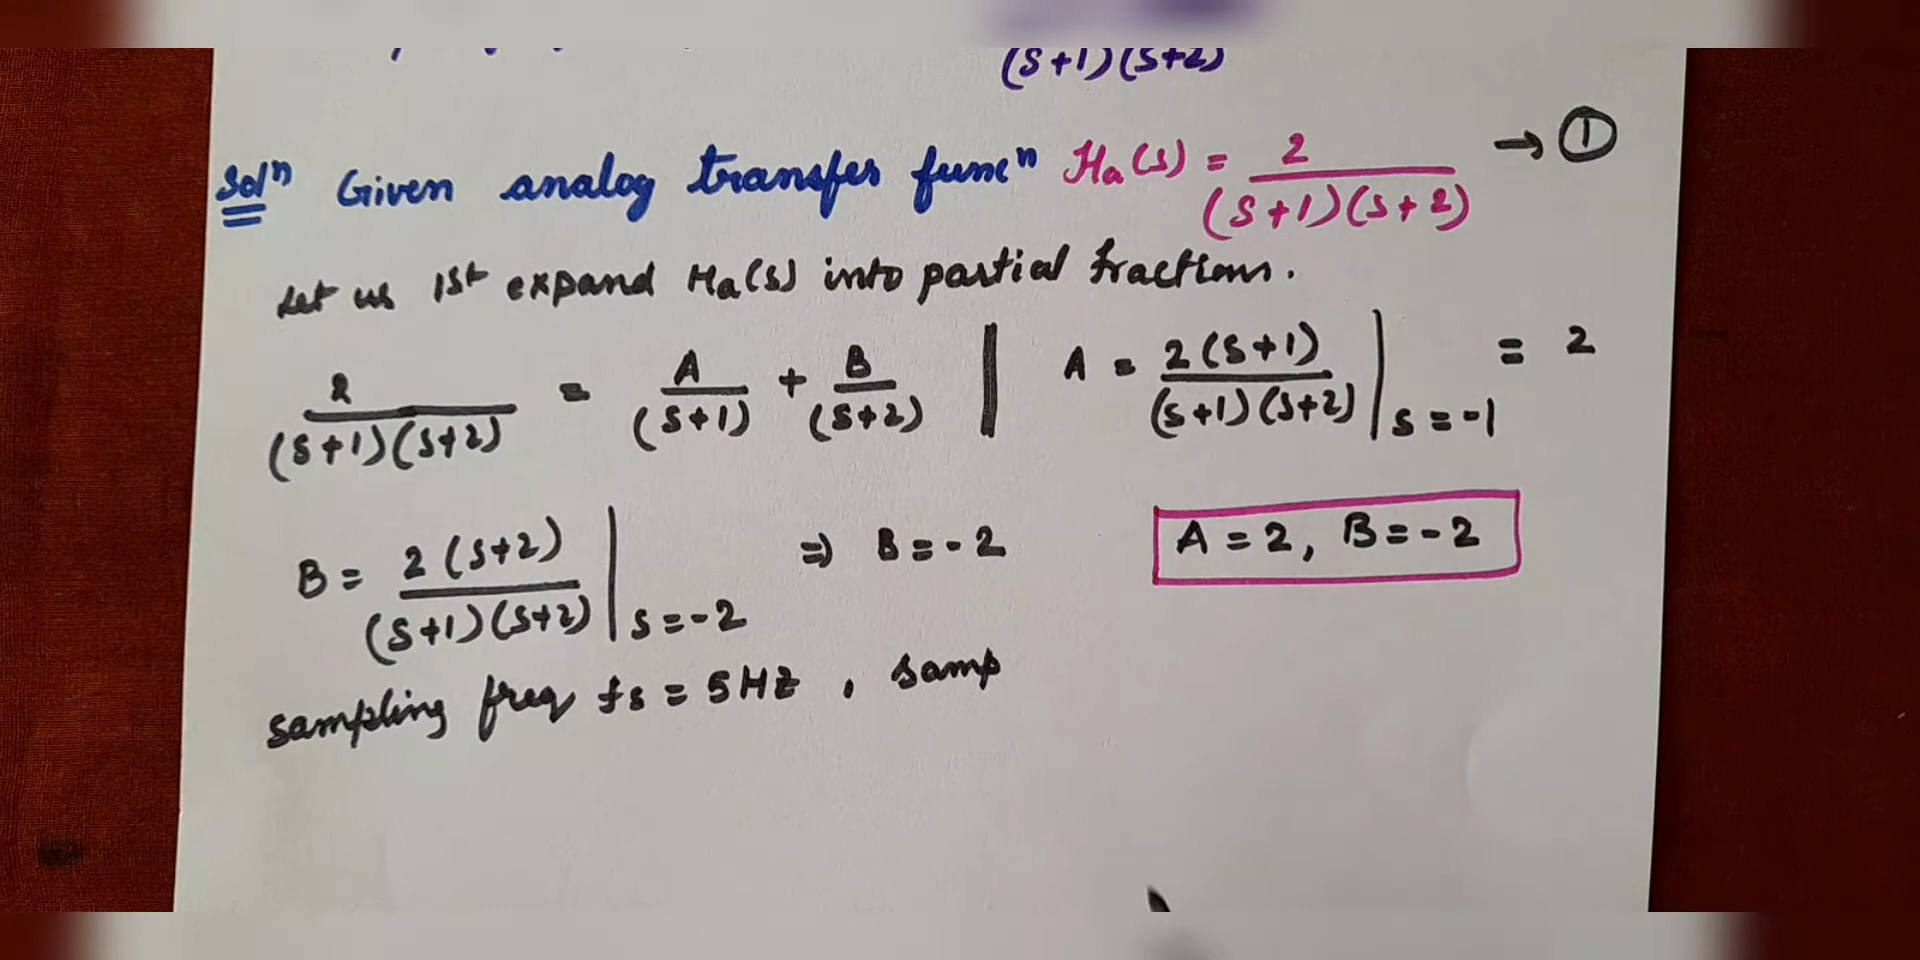 (S+1)(S+2)
Solⁿ Given analog transfer funcⁿ Ha(s) = 2 / (S+1)(S+2) → ①
Let us 1st expand Ha(s) into partial fractions.
2 / (S+1)(S+2) = A / (S+1) + B / (S+2) | A = 2(S+1) / (S+1)(S+2) | s=-1 = 2
B = 2(S+2) / (S+1)(S+2) | s=-2 ⇒ B=-2
A=2, B=-2
sampling freq fs = 5HZ, samp